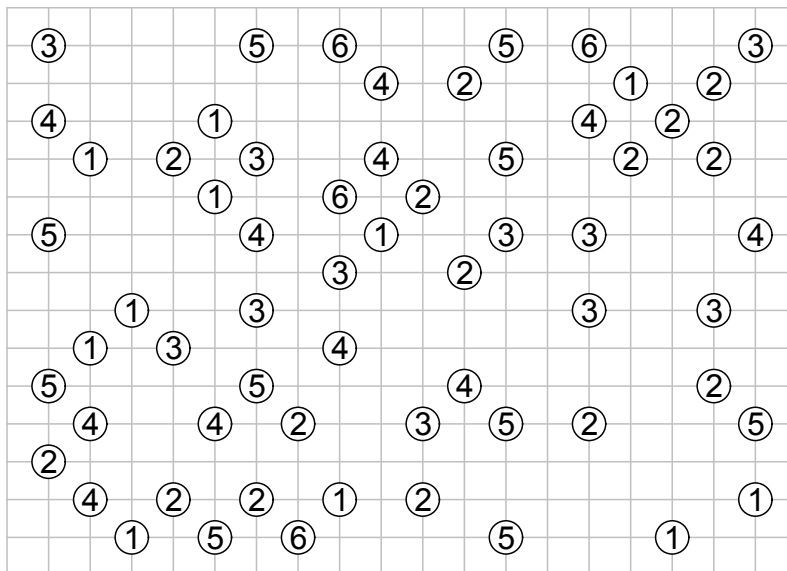 3 5 6 5 6 3
4 2 1 2
4 1 4 2
1 2 3 4 5 2 2
1 6 2
5 4 1 3 3 4
3 2
1 3 3 3
1 3 4
5 5 4 2
4 4 2 3 5 2 5
2
4 2 2 1 2 1
1 5 6 5 1